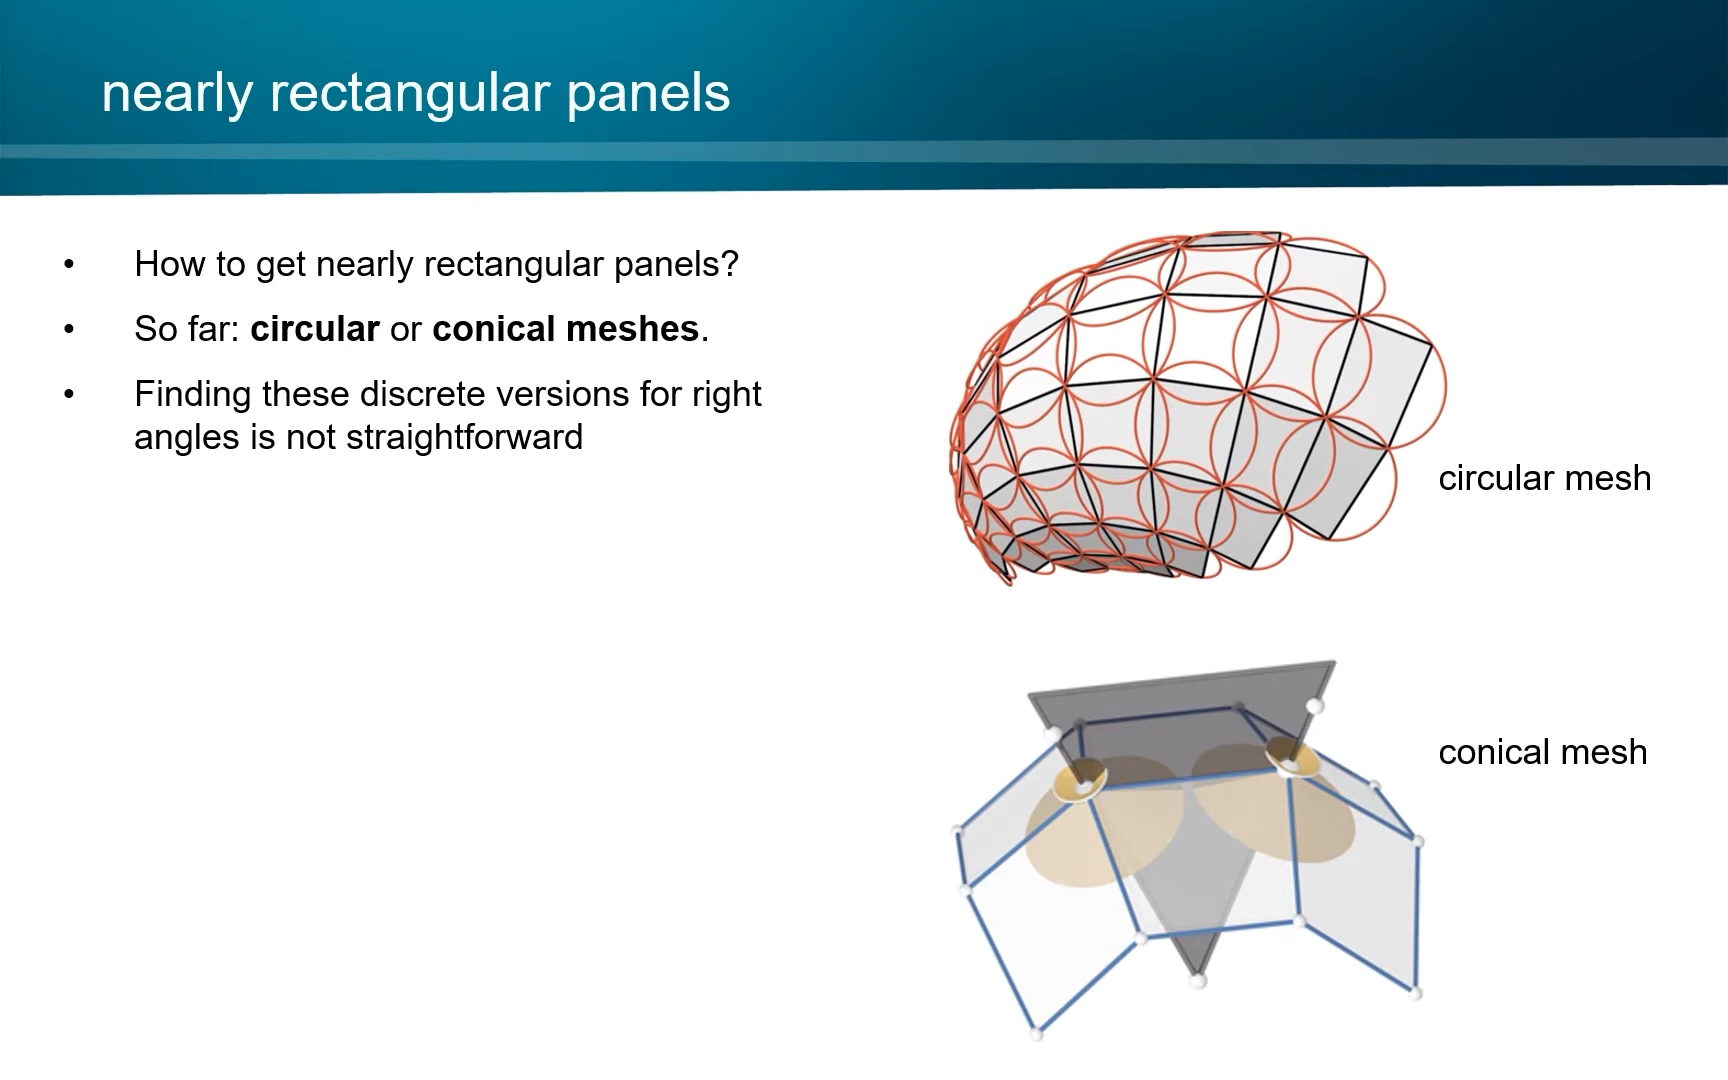 nearly rectangular panels
• How to get nearly rectangular panels?
• So far: circular or conical meshes.
• Finding these discrete versions for right
angles is not straightforward
circular mesh
conical mesh